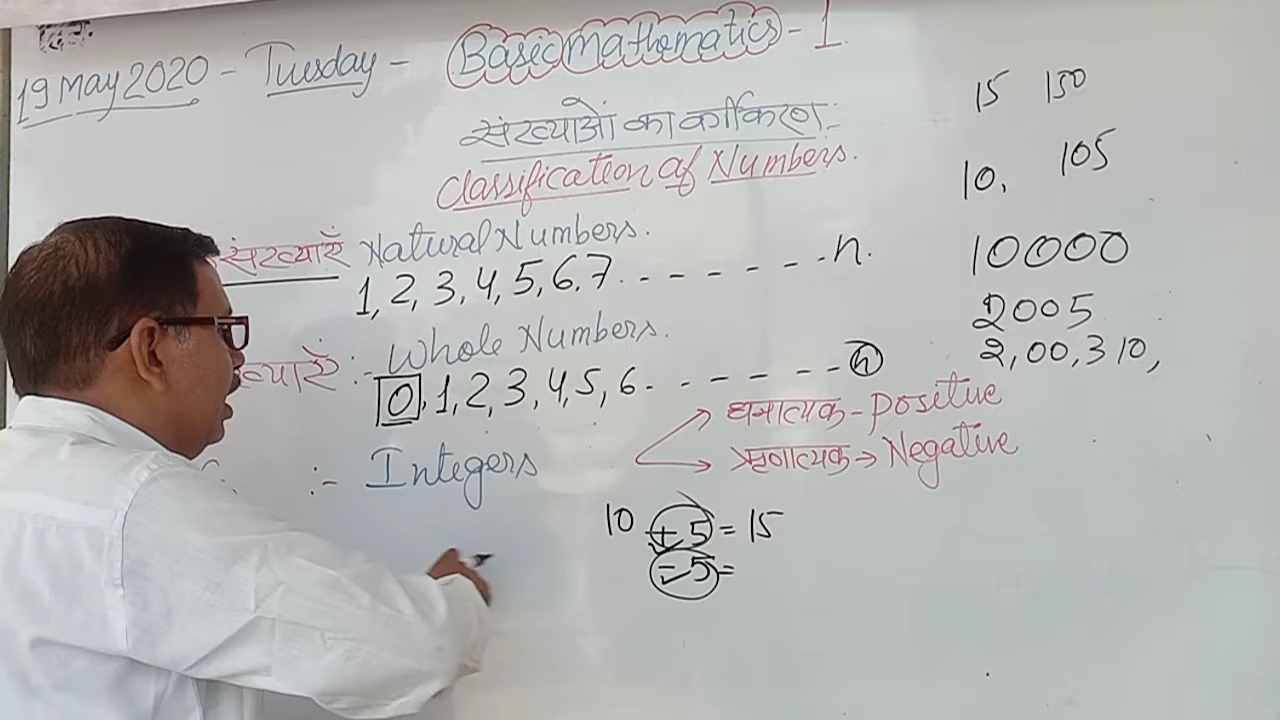 19 May 2020 - Tuesday - Basic Mathematics - 1
संख्याओं का वर्गीकरण :
Classification of Numbers.
संख्याएँ Natural Numbers.
1, 2, 3, 4, 5, 6, 7 . - - - - - - - n.
:- Whole Numbers.
0, 1, 2, 3, 4, 5, 6 . - - - - - - - n
धनात्मक - Positive
:- Integers
ऋणात्मक → Negative
10 + 5 = 15
- 5 =
15 150
10, 105
10000
2005
2,00,310,